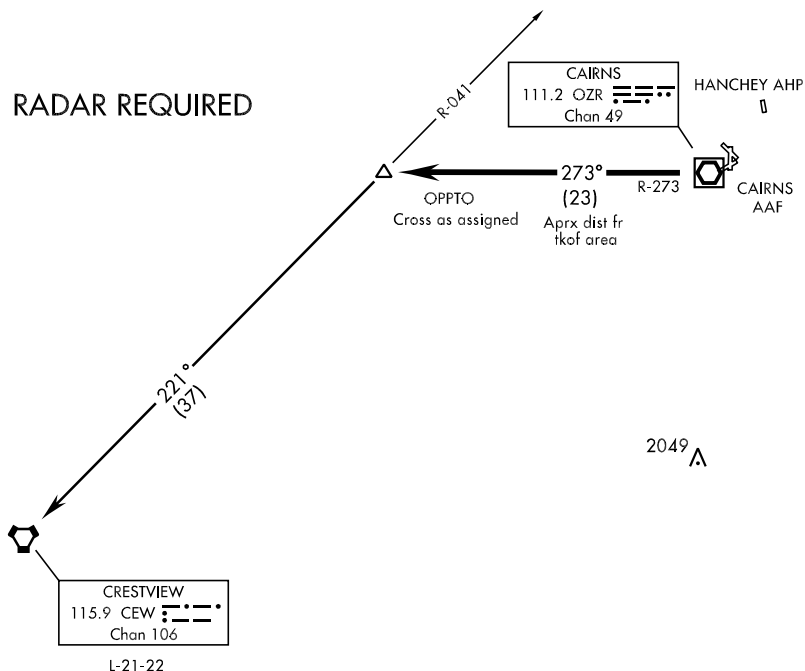 RADAR REQUIRED
R-041
CAIRNS
111.2 OZR
Chan 49
HANCHEY AHP
273°
(23)
R-273
OPPTO
Cross as assigned
Aprx dist fr
tkof area
CAIRNS
AAF
221°
(37)
2049
CRESTVIEW
115.9 CEW
Chan 106
L-21-22